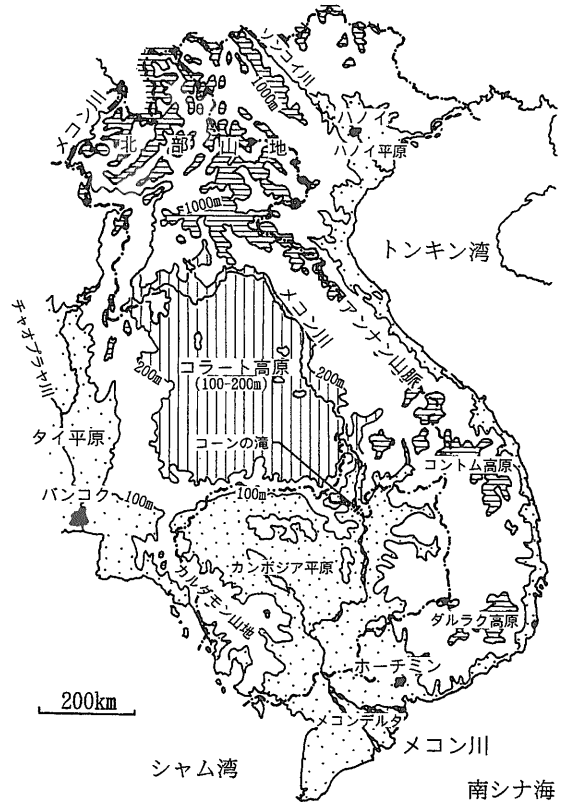 ソンコイ川
1000m
メコン川
ハノイ
北部山地
ハノイ平原
1000m
トンキン湾
チャオプラヤ川
メコン川
アンナン山脈
200m
コラート高原
(100-200m)
200m
タイ平原
コーンの滝
コントム高原
バンコク
100m
100m
カンボジア平原
カルダモン山地
ダルラク高原
ホーチミン
200km
メコンデルタ
メコン川
シャム湾
南シナ海